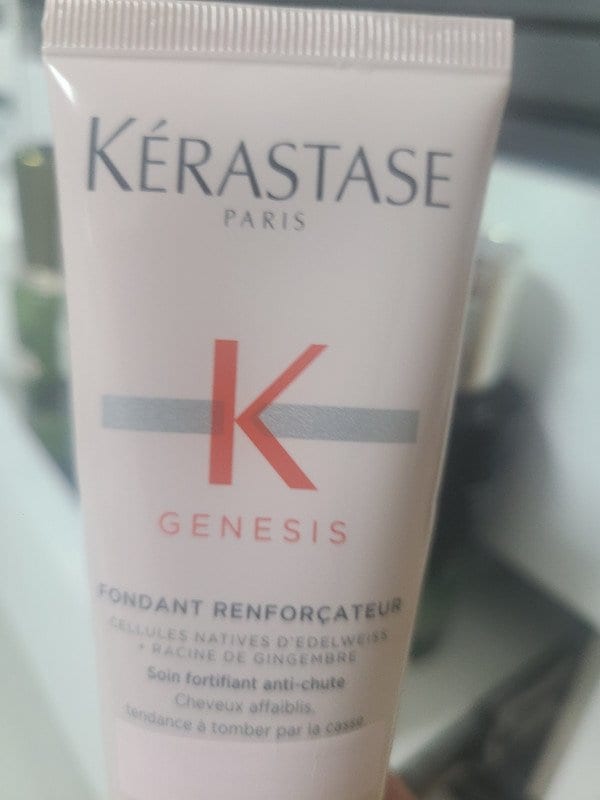 KÉRASTASE
PARIS
K
GENESIS
FONDANT RENFORÇATEUR
CELLULES NATIVES D'EDELWEISS
+ RACINE DE GINGEMBRE
Soin fortifiant anti-chute
Cheveux affaiblis,
tendance à tomber par la casse.